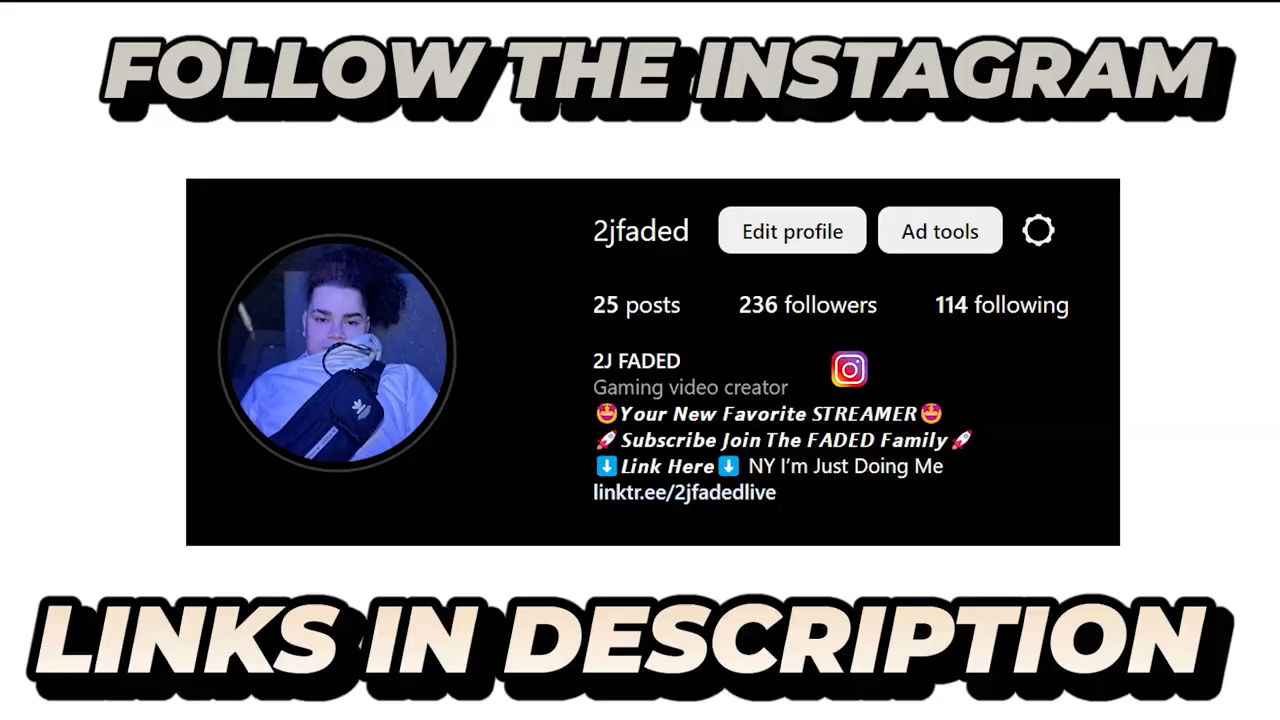 FOLLOW THE INSTAGRAM
2jfaded Edit profile Ad tools
25 posts 236 followers 114 following
2J FADED
Gaming video creator
🤩Your New Favorite STREAMER🤩
🚀Subscribe Join The FADED Family🚀
⬇️Link Here⬇️ NY I’m Just Doing Me
linktr.ee/2jfadedlive
LINKS IN DESCRIPTION